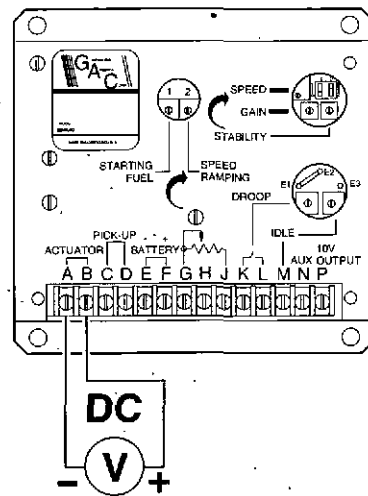 GAC
1 2
SPEED
GAIN
STABILITY
STARTING
FUEL
SPEED
RAMPING
E1
E2
E3
DROOP
IDLE
PICK-UP
ACTUATOR
BATTERY
10V
AUX OUTPUT
A B C D E F G H J K L M N P
DC
- V +